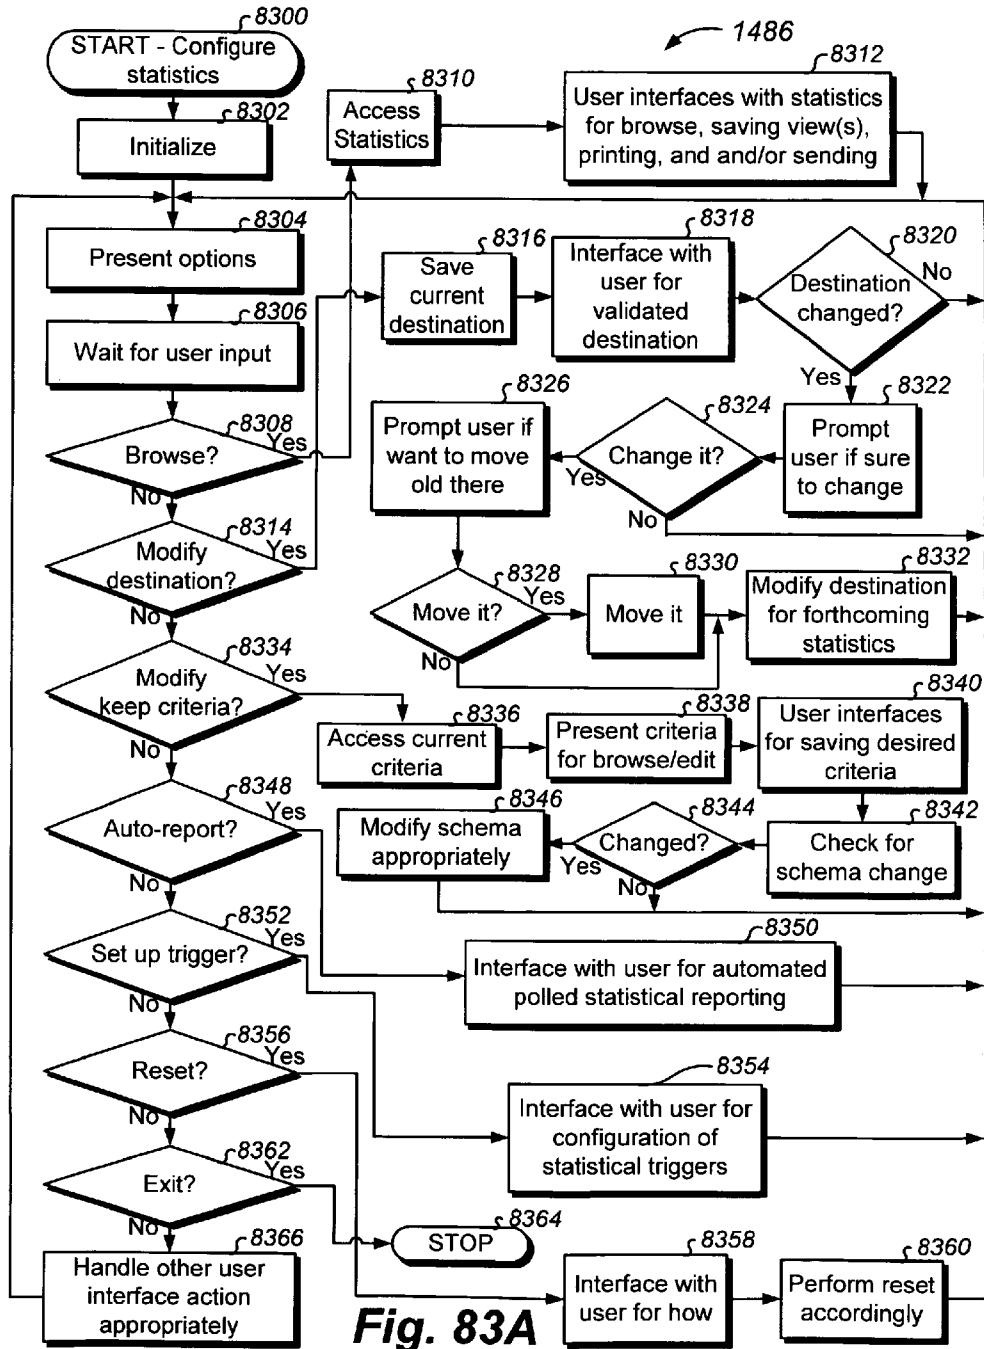 8300
START - Configure
statistics
1486
8302
Initialize
8310
Access
Statistics
8312
User interfaces with statistics
for browse, saving view(s),
printing, and and/or sending
8304
Present options
8306
Wait for user input
8316
Save
current
destination
8318
Interface with
user for
validated
destination
8320
Destination
changed?
No
Yes
8308
Browse?
Yes
No
8326
Prompt user if
want to move
old there
8324
Change it?
Yes
No
8322
Prompt
user if sure
to change
8314
Modify
destination?
Yes
No
8328
Move it?
Yes
No
8330
Move it
8332
Modify destination
for forthcoming
statistics
8334
Modify
keep criteria?
Yes
No
8336
Access current
criteria
8338
Present criteria
for browse/edit
8340
User interfaces
for saving desired
criteria
8348
Auto-report?
Yes
No
8346
Modify schema
appropriately
8344
Changed?
Yes
No
8342
Check for
schema change
8352
Set up trigger?
Yes
No
8350
Interface with user for automated
polled statistical reporting
8356
Reset?
Yes
No
8354
Interface with user for
configuration of
statistical triggers
8362
Exit?
Yes
No
8364
STOP
8366
Handle other user
interface action
appropriately
8358
Interface with
user for how
8360
Perform reset
accordingly
Fig. 83A